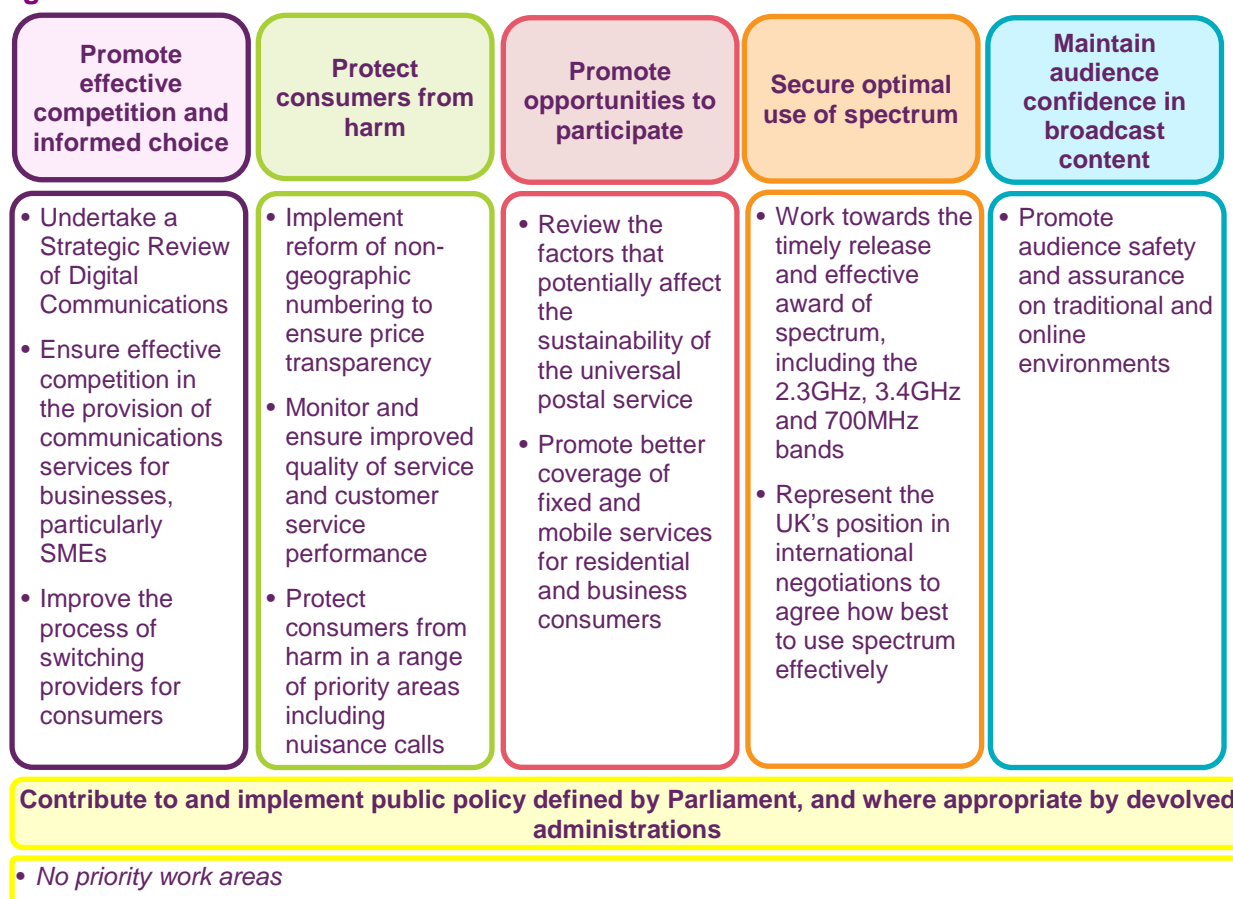 Promote
effective
competition and
informed choice
Protect
consumers from
harm
Promote
opportunities to
participate
Secure optimal
use of spectrum
Maintain
audience
confidence in
broadcast
content
• Undertake a
Strategic Review
of Digital
Communications
• Ensure effective
competition in
the provision of
communications
services for
businesses,
particularly
SMEs
• Improve the
process of
switching
providers for
consumers
• Implement
reform of non-
geographic
numbering to
ensure price
transparency
• Monitor and
ensure improved
quality of service
and customer
service
performance
• Protect
consumers from
harm in a range
of priority areas
including
nuisance calls
• Review the
factors that
potentially affect
the
sustainability of
the universal
postal service
• Promote better
coverage of
fixed and
mobile services
for residential
and business
consumers
• Work towards the
timely release
and effective
award of
spectrum,
including the
2.3GHz, 3.4GHz
and 700MHz
bands
• Represent the
UK’s position in
international
negotiations to
agree how best
to use spectrum
effectively
• Promote
audience safety
and assurance
on traditional and
online
environments
Contribute to and implement public policy defined by Parliament, and where appropriate by devolved
administrations
• No priority work areas